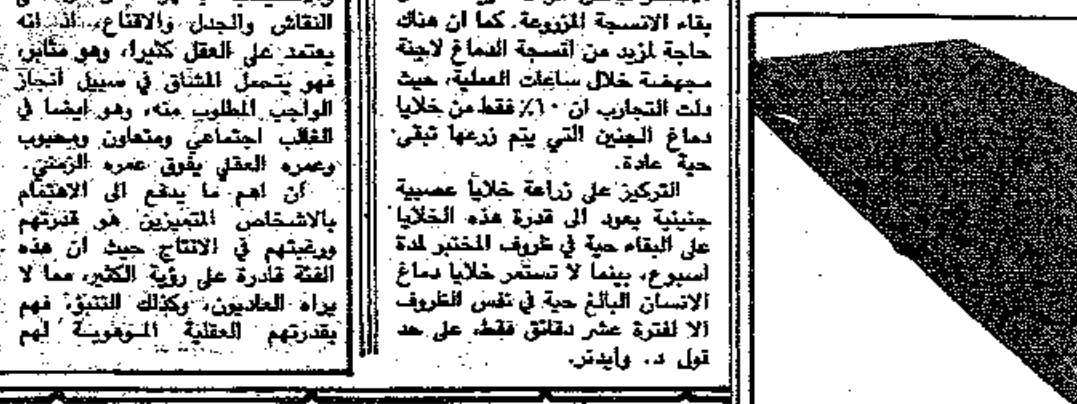 بقاء الانسجة المزروعة. كما ان هناك
حاجة لمزيد من انسجة الدماغ لاجنة
مجهضة خلال ساعات العملية، حيث
دلت التجارب ان ١٠٪ فقط من خلايا
دماغ الجنين التي يتم زرعها تبقى
حية عادة.
التركيز على زراعة خلايا عصبية
جنينية يعود الى قدرة هذه الخلايا
على البقاء حية في ظروف المختبر لمدة
اسبوع، بينما لا تستمر خلايا دماغ
الانسان البالغ حية في نفس الظروف
الا لفترة عشر دقائق فقط، على حد
قول د. وايدنر.
النقاش والجدل والاقناع، اذ انه
يعتمد على العقل كثيرا، وهو مثابر،
فهو يتحمل المشاق في سبيل انجاز
الواجب المطلوب منه، وهو ايضا في
الغالب اجتماعي ومتعاون ومحبوب
وعمره العقلي يفوق عمره الزمني.
ان اهم ما يدفع الى الاهتمام
بالاشخاص المتميزين هو قدرتهم
ورغبتهم في الانتاج حيث ان هذه
الفئة قادرة على رؤية الكثير، مما لا
يراه العاديون، وكذلك التنبؤ، فهم
بقدرتهم العقلية الموهوبة لهم